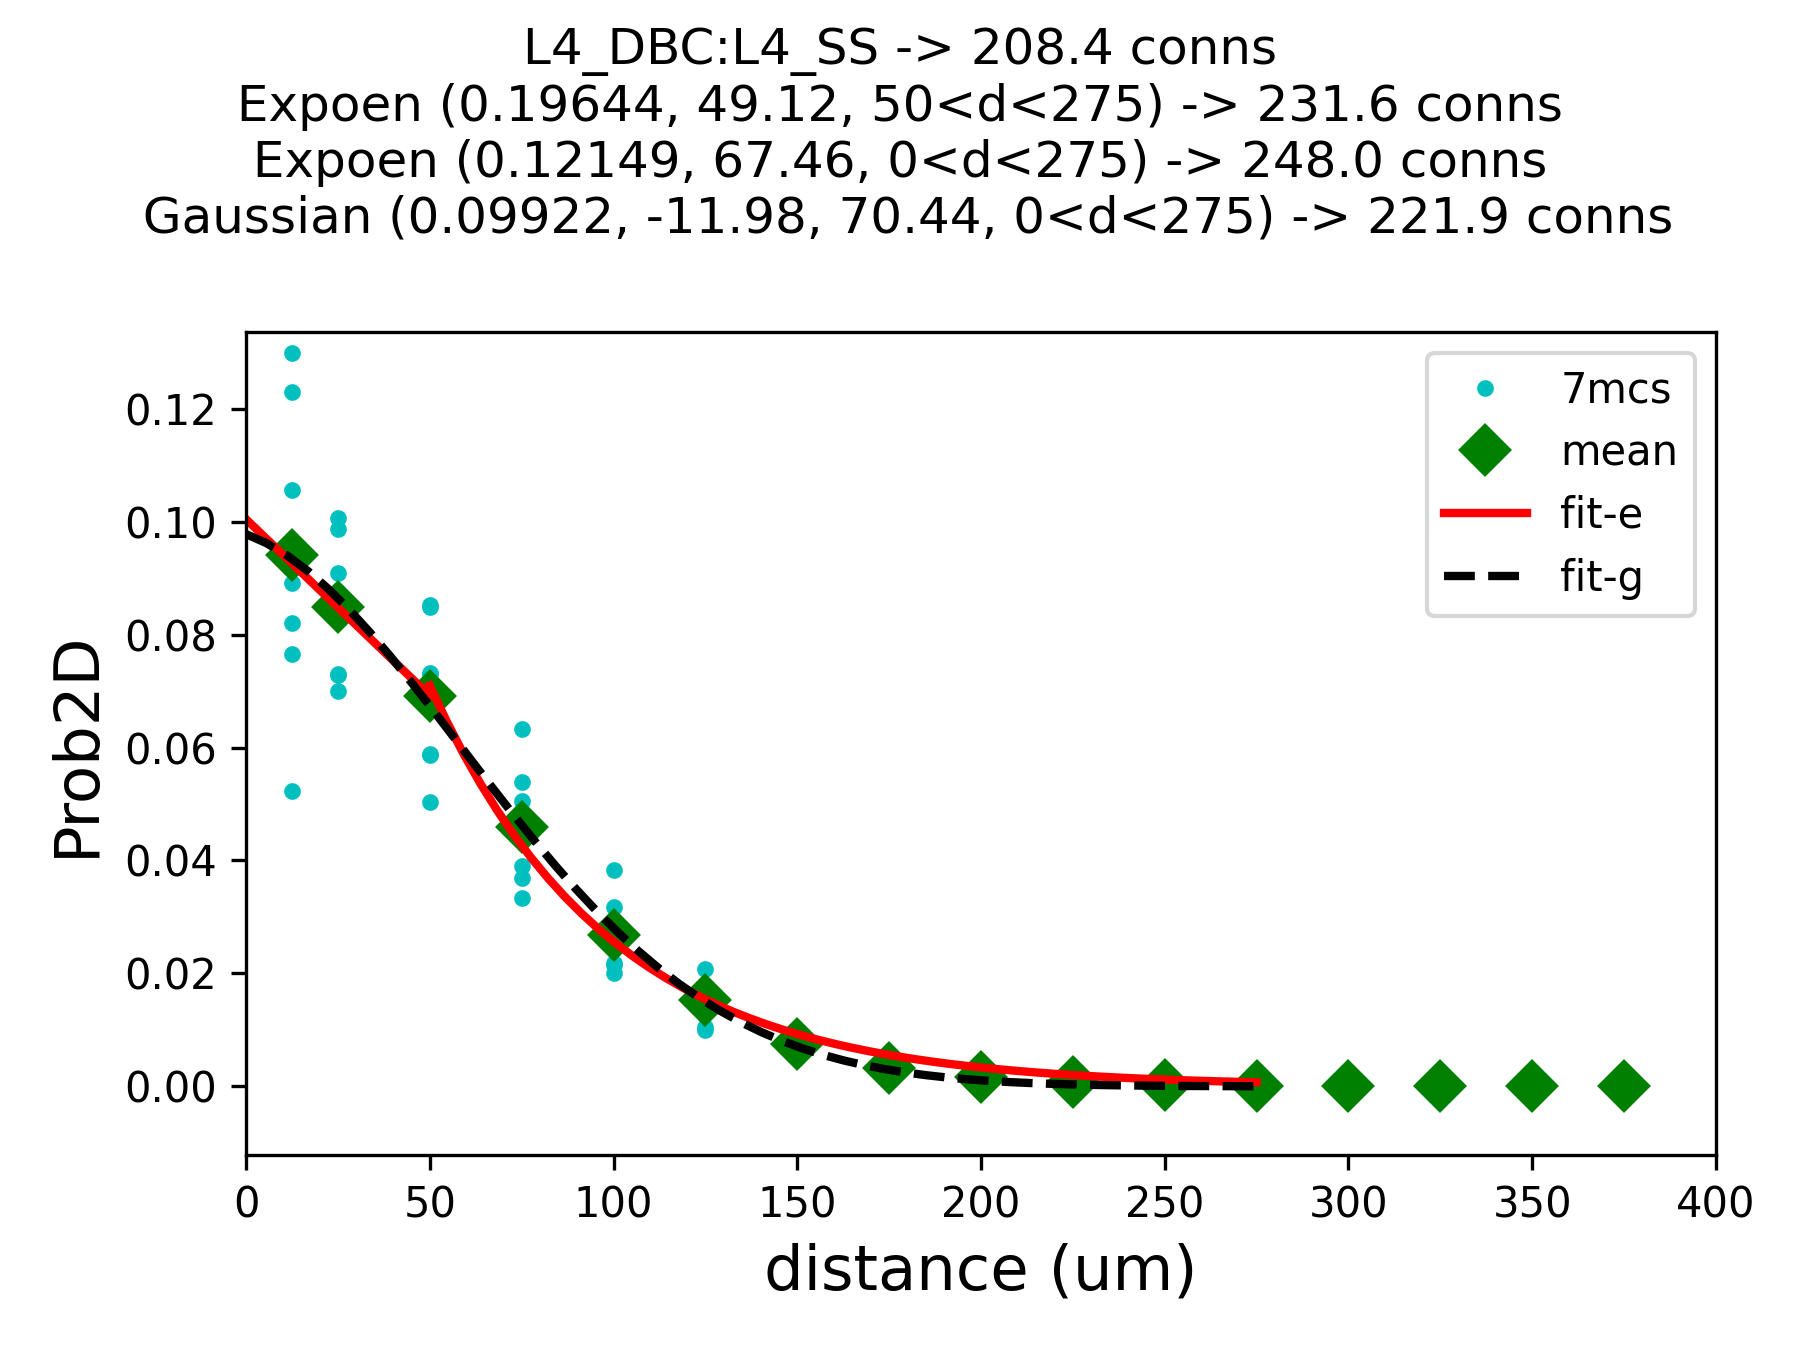 L4_DBC:L4_SS -> 208.4 conns
Expoen (0.19644, 49.12, 50<d<275) -> 231.6 conns
Expoen (0.12149, 67.46, 0<d<275) -> 248.0 conns
Gaussian (0.09922, -11.98, 70.44, 0<d<275) -> 221.9 conns
7mcs
mean
fit-e
fit-g
Prob2D
0.12
0.10
0.08
0.06
0.04
0.02
0.00
0 50 100 150 200 250 300 350 400
distance (um)